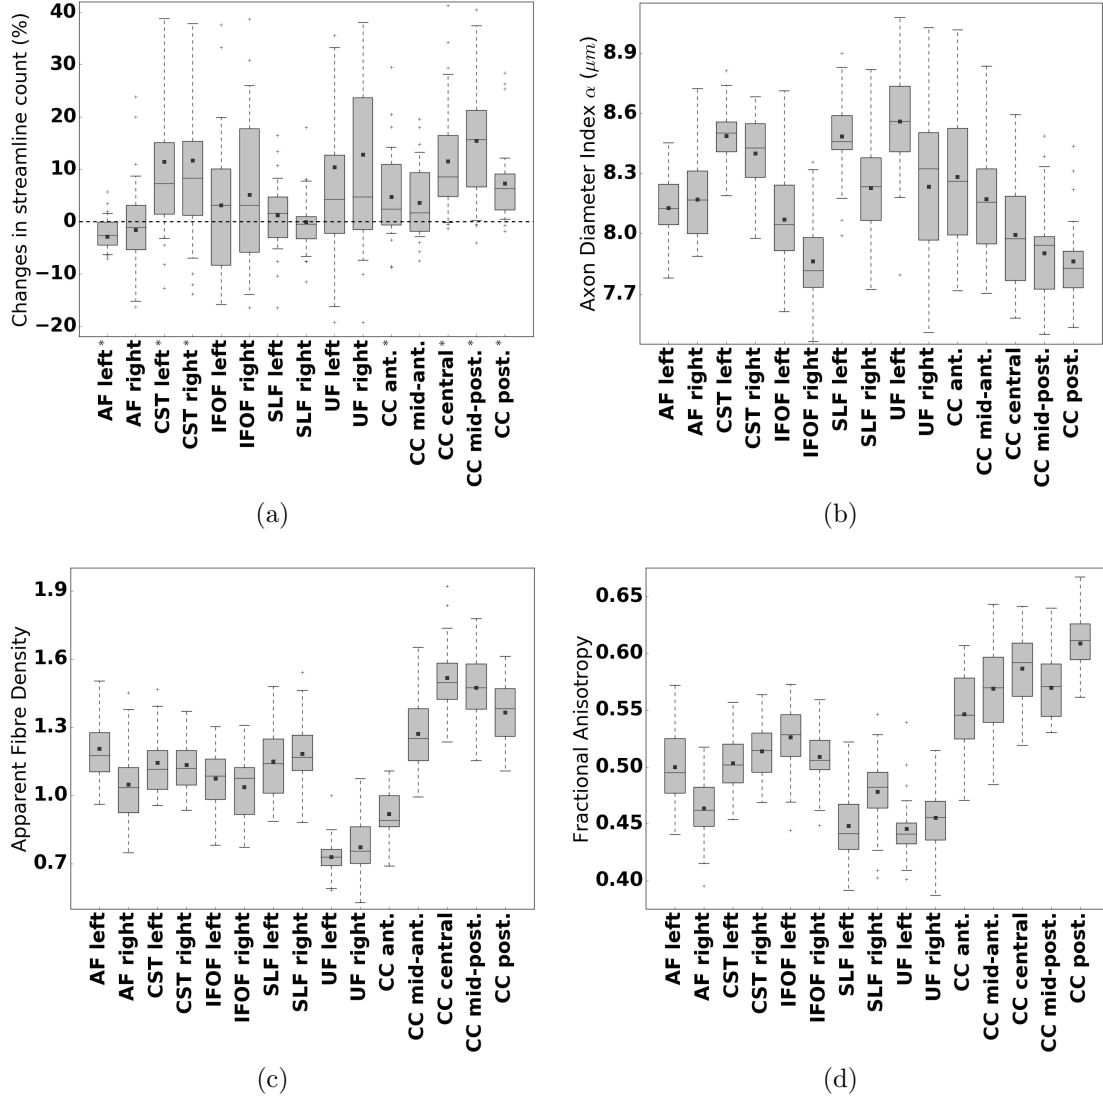 Changes in streamline count (%)
40
30
20
10
0
−10
−20
AF left*
AF right
CST left*
CST right*
IFOF left
IFOF right
SLF left
SLF right
UF left
UF right
CC ant.*
CC mid-ant.
CC central*
CC mid-post.*
CC post.*
(a)
Axon Diameter Index α (μm)
8.9
8.6
8.3
8.0
7.7
AF left
AF right
CST left
CST right
IFOF left
IFOF right
SLF left
SLF right
UF left
UF right
CC ant.
CC mid-ant.
CC central
CC mid-post.
CC post.
(b)
Apparent Fibre Density
1.9
1.6
1.3
1.0
0.7
AF left
AF right
CST left
CST right
IFOF left
IFOF right
SLF left
SLF right
UF left
UF right
CC ant.
CC mid-ant.
CC central
CC mid-post.
CC post.
(c)
Fractional Anisotropy
0.65
0.60
0.55
0.50
0.45
0.40
AF left
AF right
CST left
CST right
IFOF left
IFOF right
SLF left
SLF right
UF left
UF right
CC ant.
CC mid-ant.
CC central
CC mid-post.
CC post.
(d)